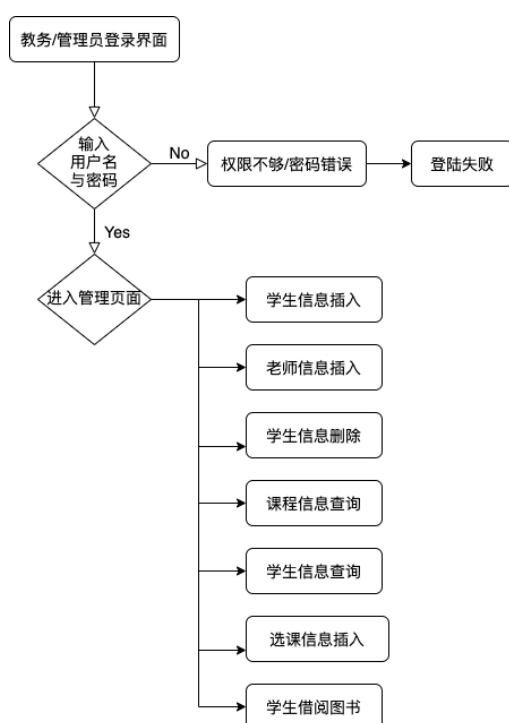 教务/管理员登录界面
输入
用户名
与密码
No
权限不够/密码错误
登陆失败
Yes
进入管理页面
学生信息插入
老师信息插入
学生信息删除
课程信息查询
学生信息查询
选课信息插入
学生借阅图书